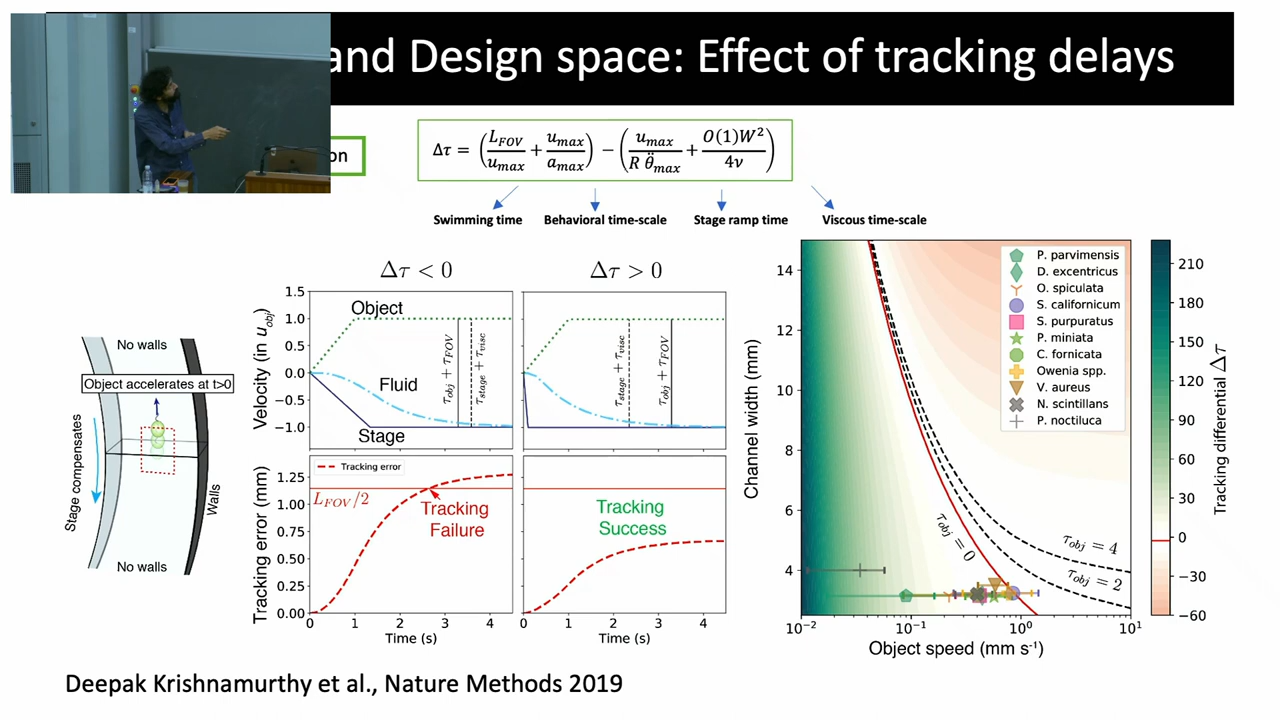 and Design space: Effect of tracking delays
on
Δτ = (L_FOV/u_max + u_max/a_max) − (u_max/(R θ̈_max) + O(1)W²/4ν)
Swimming time
Behavioral time-scale
Stage ramp time
Viscous time-scale
No walls
Object accelerates at t>0
Stage compensates
Walls
No walls
Δτ < 0
Δτ > 0
Velocity (in u_obj)
1.5
1.0
0.5
0.0
−0.5
−1.0
Object
Fluid
Stage
τ_obj + τ_FOV
τ_stage + τ_visc
τ_stage + τ_visc
τ_obj + τ_FOV
Tracking error (mm)
1.25
1.00
0.75
0.50
0.25
0.00
Tracking error
L_FOV/2
Tracking
Failure
Tracking
Success
0 1 2 3 4
Time (s)
0 1 2 3 4
Time (s)
Channel width (mm)
14
12
10
8
6
4
P. parvimensis
D. excentricus
O. spiculata
S. californicum
S. purpuratus
P. miniata
C. fornicata
Owenia spp.
V. aureus
N. scintillans
P. noctiluca
τ_obj = 0
τ_obj = 4
τ_obj = 2
10⁻² 10⁻¹ 10⁰ 10¹
Object speed (mm s⁻¹)
210
180
150
120
90
60
30
0
−30
−60
Tracking differential Δτ
Deepak Krishnamurthy et al., Nature Methods 2019